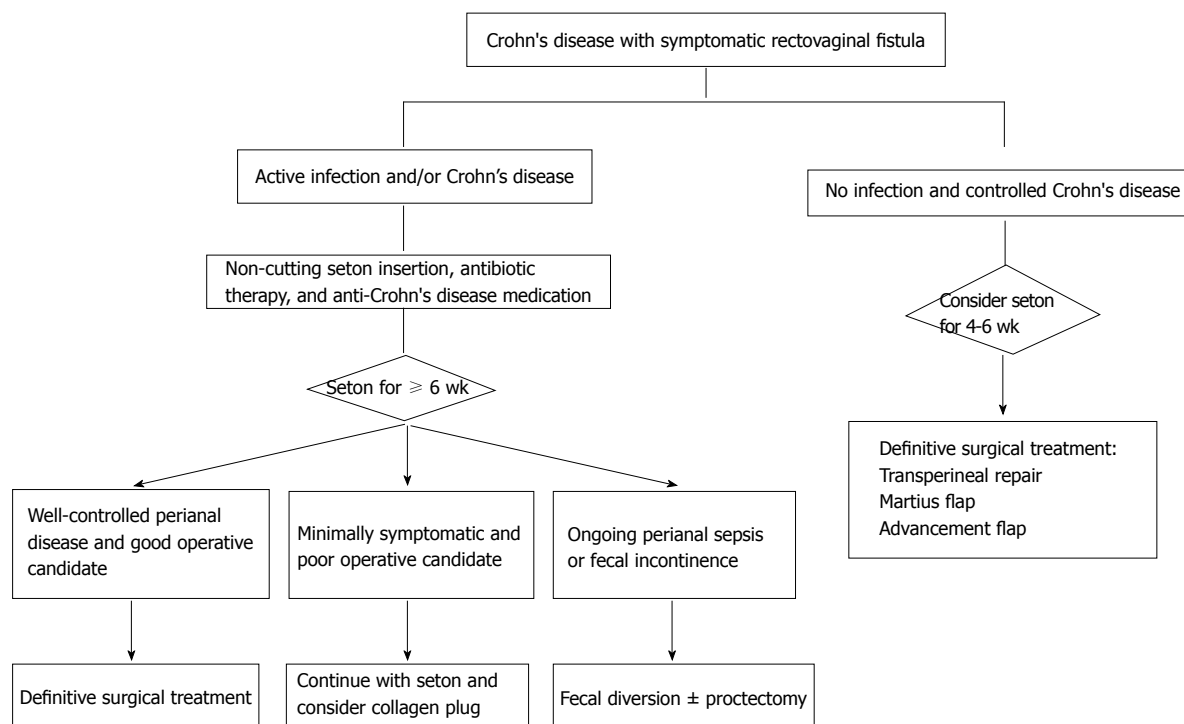 Crohn's disease with symptomatic rectovaginal fistula
Active infection and/or Crohn’s disease
No infection and controlled Crohn's disease
Non-cutting seton insertion, antibiotic
therapy, and anti-Crohn's disease medication
Consider seton
for 4-6 wk
Seton for ⩾ 6 wk
Definitive surgical treatment:
Transperineal repair
Martius flap
Advancement flap
Well-controlled perianal
disease and good operative
candidate
Minimally symptomatic and
poor operative candidate
Ongoing perianal sepsis
or fecal incontinence
Definitive surgical treatment
Continue with seton and
consider collagen plug
Fecal diversion ± proctectomy